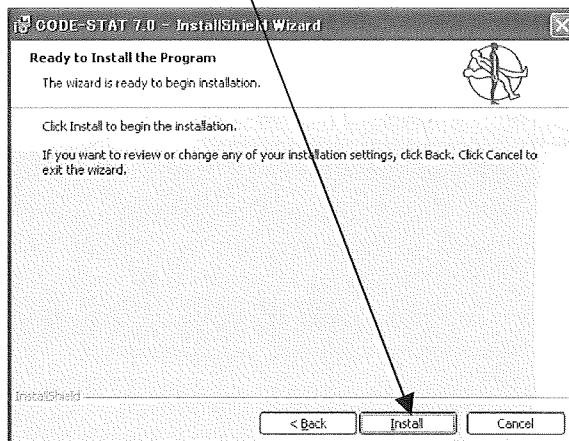 CODE-STAT 7.0 - InstallShield Wizard
Ready to Install the Program
The wizard is ready to begin installation.
Click Install to begin the installation.
If you want to review or change any of your installation settings, click Back. Click Cancel to
exit the wizard.
InstallShield
< Back Install Cancel